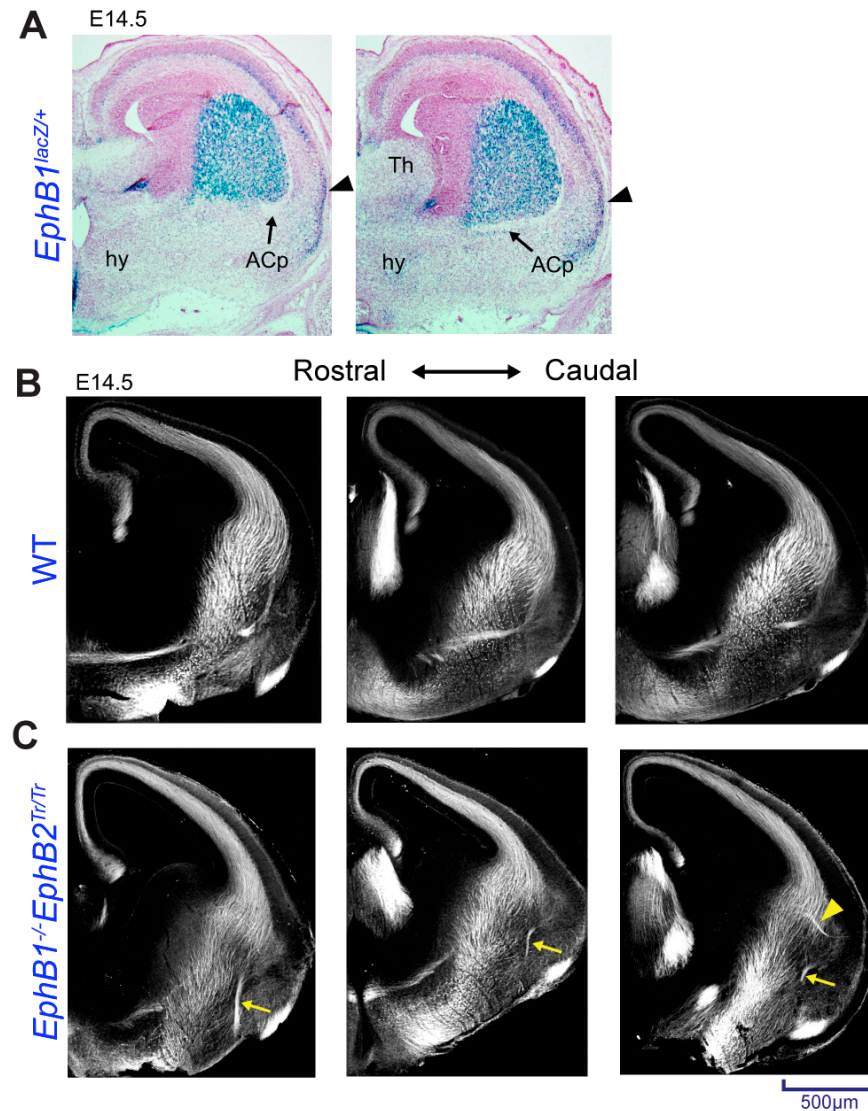 A
E14.5
EphB1lacZ/+
hy
ACp
Th
hy
ACp
B
E14.5
Rostral
Caudal
WT
C
EphB1-/-EphB2Tr/Tr
500μm